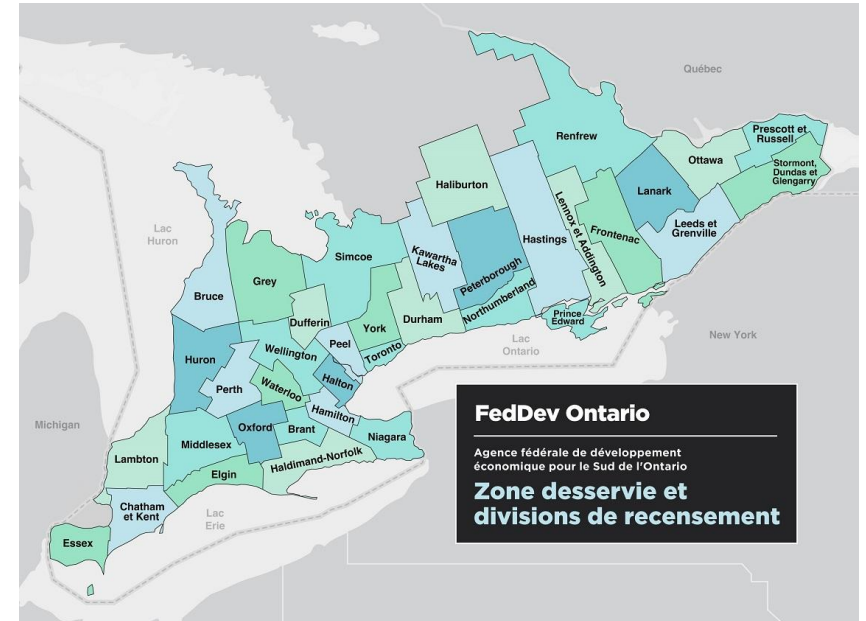 Québec
Prescott et
Russell
Renfrew
Ottawa
Stormont,
Dundas et
Glengarry
Haliburton
Lanark
Lac
Huron
Lennox et Addington
Frontenac
Leeds et
Grenville
Simcoe
Kawartha
Lakes
Hastings
Peterborough
Grey
Bruce
Northumberland
Prince
Edward
Dufferin
York
Durham
New York
Huron
Wellington
Peel
Toronto
Lac
Ontario
Perth
Waterloo
Halton
Hamilton
Michigan
Middlesex
Oxford
Brant
Niagara
Lambton
Elgin
Haldimand-Norfolk
Chatham
et Kent
Lac
Erie
Essex
FedDev Ontario
Agence fédérale de développement
économique pour le Sud de l'Ontario
Zone desservie et
divisions de recensement